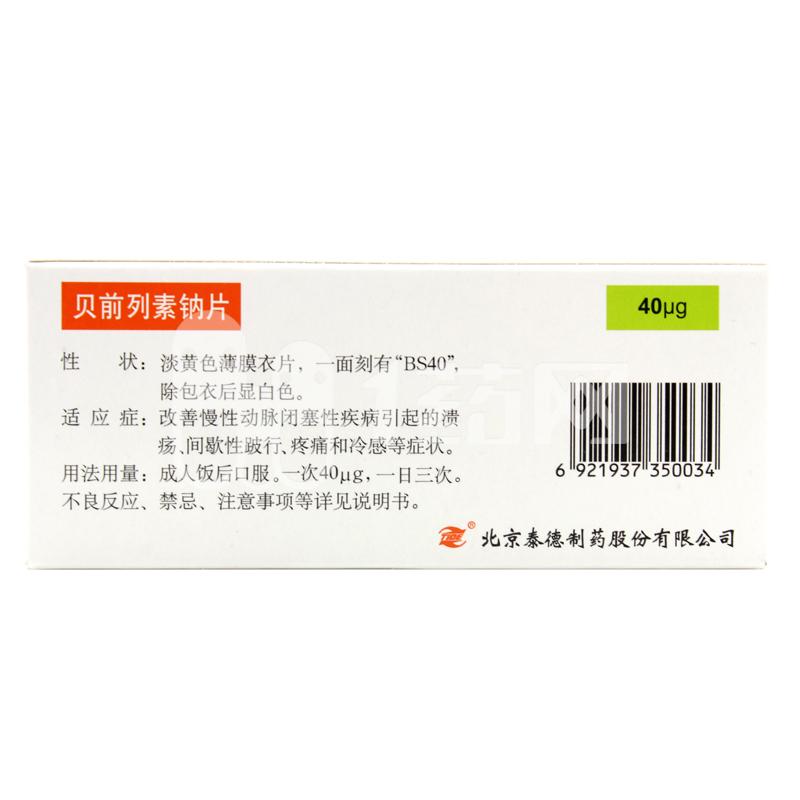 贝前列素钠片
40μg
性 状：淡黄色薄膜衣片，一面刻有“BS40”，
除包衣后显白色。
适应症：改善慢性动脉闭塞性疾病引起的溃
疡、间歇性跛行、疼痛和冷感等症状。
用法用量：成人饭后口服。一次40μg，一日三次。
不良反应、禁忌、注意事项等详见说明书。
6 921937 350034
TIDE
®
北京泰德制药股份有限公司
1药网